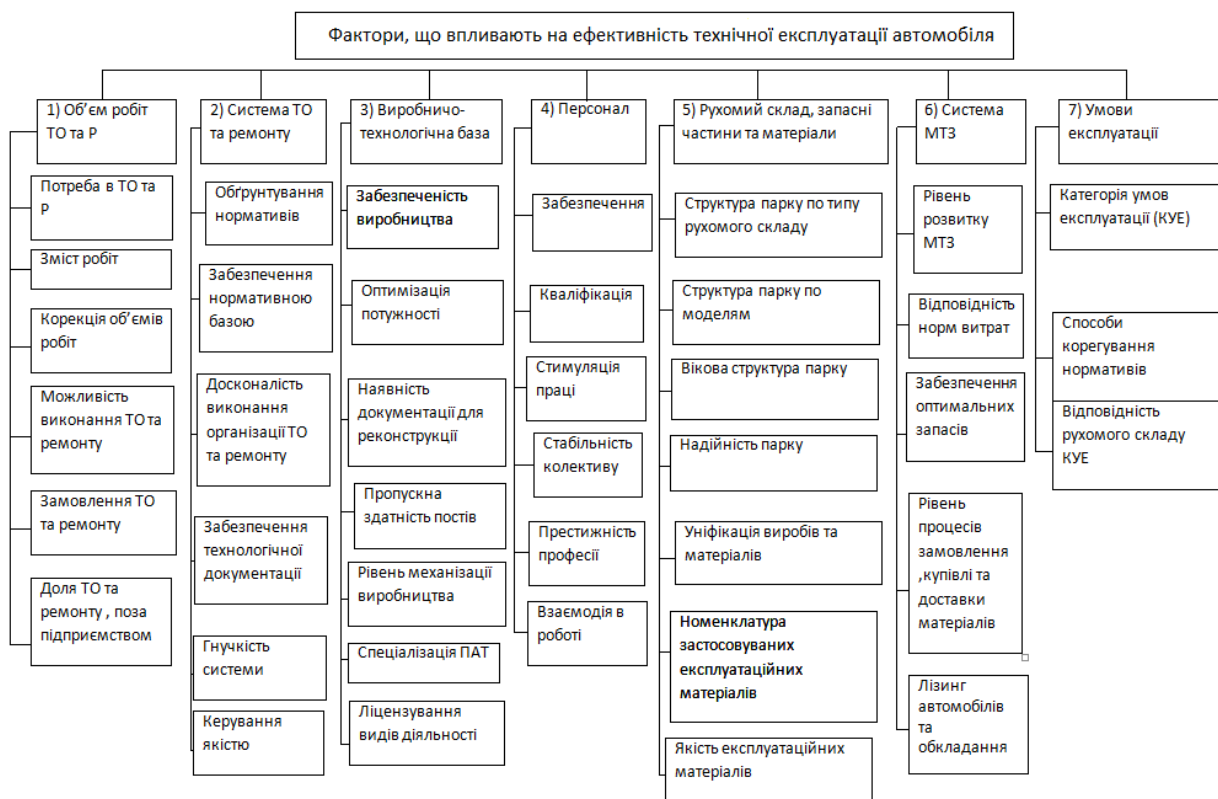 Фактори, що впливають на ефективність технічної експлуатації автомобіля
1) Об’єм робіт
ТО та Р
Потреба в ТО та
Р
Зміст робіт
Корекція об’ємів
робіт
Можливість
виконання ТО та
ремонту
Замовлення ТО
та ремонту
Доля ТО та
ремонту , поза
підприємством
2) Система ТО
та ремонту
Обґрунтування
нормативів
Забезпечення
нормативною
базою
Досконалість
виконання
організації ТО
та ремонту
Забезпечення
технологічної
документації
Гнучкість
системи
Керування
якістю
3) Виробничо-
технологічна база
Забезпеченість
виробництва
Оптимізація
потужності
Наявність
документації для
реконструкції
Пропускна
здатність постів
Рівень механізації
виробництва
Спеціалізація ПАТ
Ліцензування
видів діяльності
4) Персонал
Забезпечення
Кваліфікація
Стимуляція
праці
Стабільність
колективу
Престижність
професії
Взаємодія в
роботі
5) Рухомий склад, запасні
частини та матеріали
Структура парку по типу
рухомого складу
Структура парку по
моделям
Вікова структура парку
Надійність парку
Уніфікація виробів та
матеріалів
Номенклатура
застосовуваних
експлуатаційних
матеріалів
Якість експлуатаційних
матеріалів
6) Система
МТЗ
Рівень
розвитку
МТЗ
Відповідність
норм витрат
Забезпечення
оптимальних
запасів
Рівень
процесів
замовлення
,купівлі та
доставки
матеріалів
Лізинг
автомобілів
та
обкладання
7) Умови
експлуатації
Категорія умов
експлуатації (КУЕ)
Способи
корегування
нормативів
Відповідність
рухомого складу
КУЕ